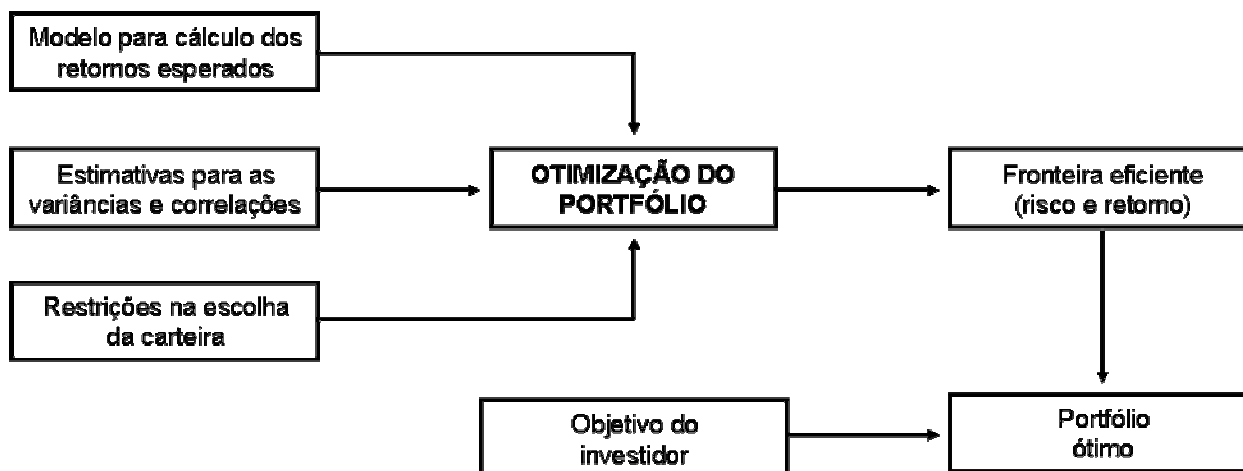 Modelo para cálculo dos
retornos esperados
Estimativas para as
variâncias e correlações
OTIMIZAÇÃO DO
PORTFÓLIO
Fronteira eficiente
(risco e retorno)
Restrições na escolha
da carteira
Objetivo do
investidor
Portfólio
ótimo